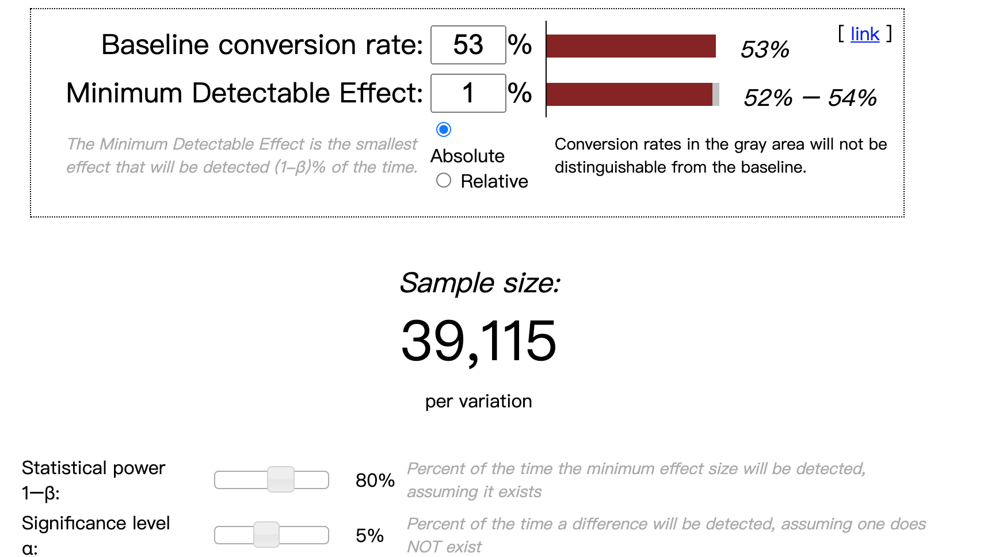 Baseline conversion rate: 53 % 53% [ link ]
Minimum Detectable Effect: 1 % 52% – 54%
The Minimum Detectable Effect is the smallest
effect that will be detected (1-β)% of the time.
Absolute
Relative
Conversion rates in the gray area will not be
distinguishable from the baseline.
Sample size:
39,115
per variation
Statistical power
1−β:
80%
Percent of the time the minimum effect size will be detected,
assuming it exists
Significance level
α:
5%
Percent of the time a difference will be detected, assuming one does
NOT exist